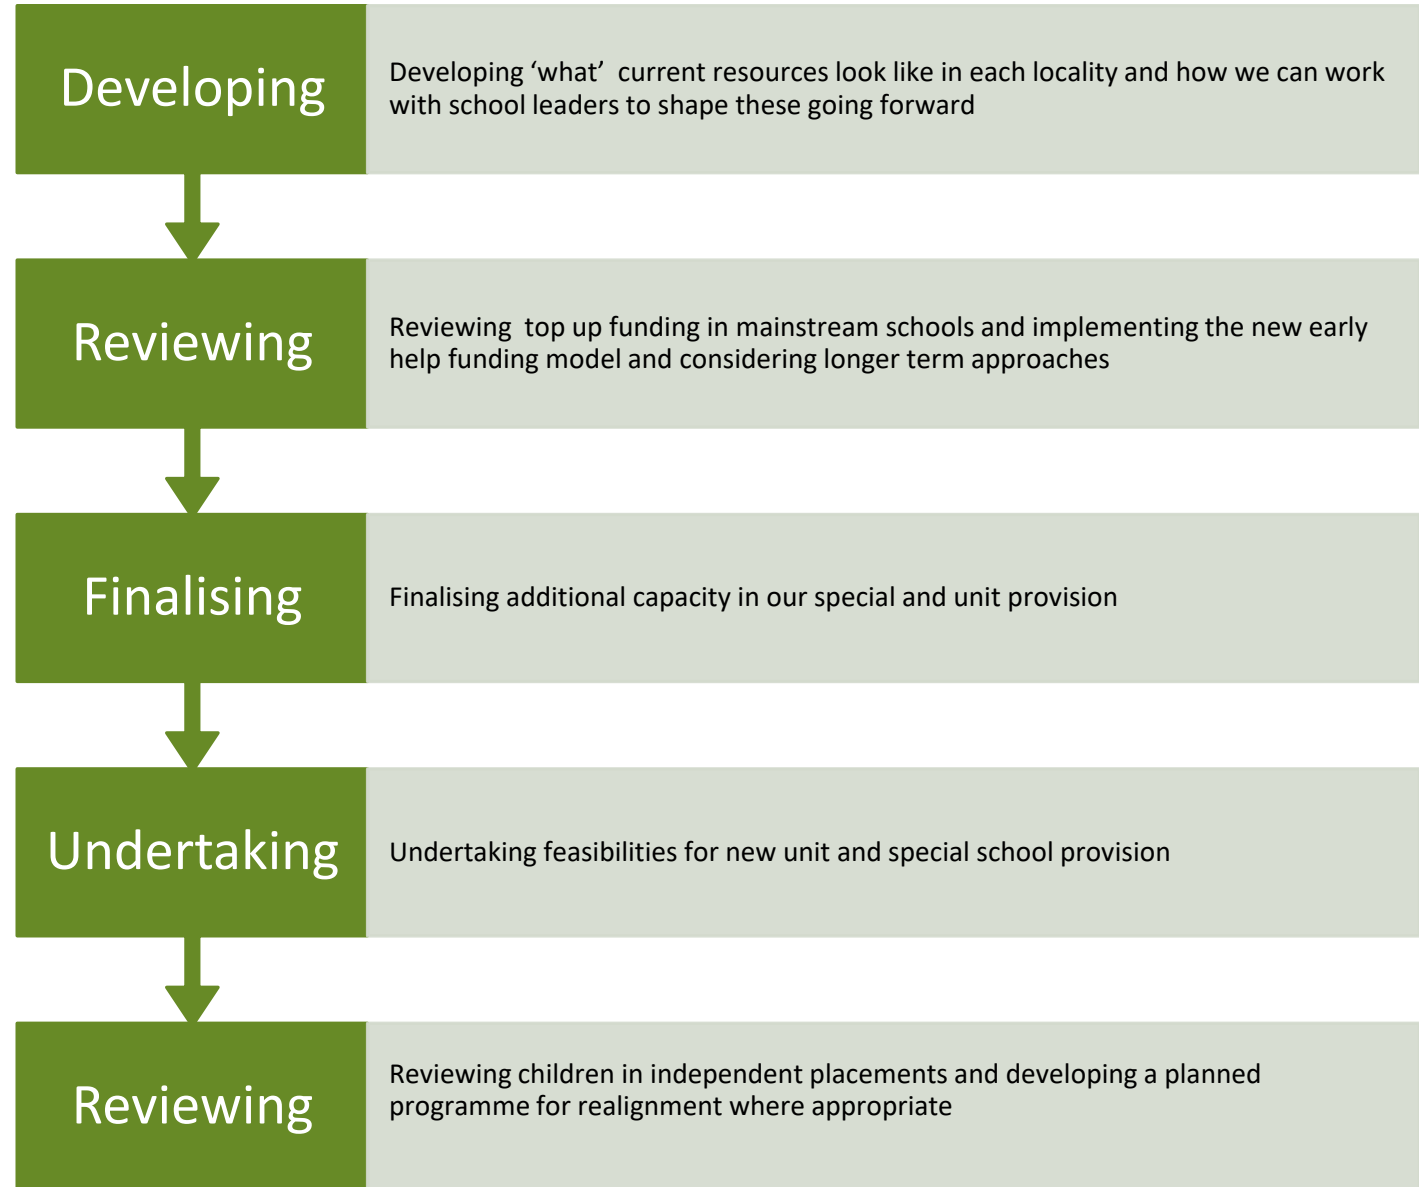 Developing
Developing ‘what’  current resources look like in each locality and how we can work
with school leaders to shape these going forward
Reviewing
Reviewing  top up funding in mainstream schools and implementing the new early
help funding model and considering longer term approaches
Finalising
Finalising additional capacity in our special and unit provision
Undertaking
Undertaking feasibilities for new unit and special school provision
Reviewing
Reviewing children in independent placements and developing a planned
programme for realignment where appropriate